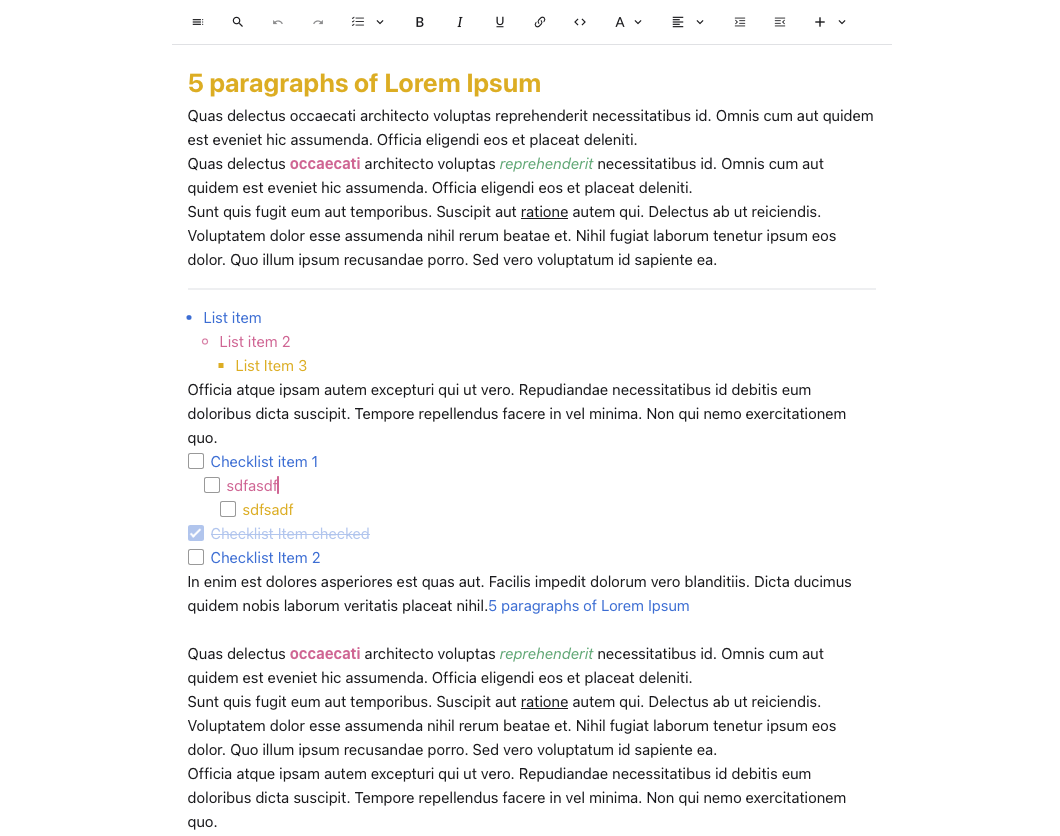 B I U A
5 paragraphs of Lorem Ipsum
Quas delectus occaecati architecto voluptas reprehenderit necessitatibus id. Omnis cum aut quidem
est eveniet hic assumenda. Officia eligendi eos et placeat deleniti.
Quas delectus occaecati architecto voluptas reprehenderit necessitatibus id. Omnis cum aut
quidem est eveniet hic assumenda. Officia eligendi eos et placeat deleniti.
Sunt quis fugit eum aut temporibus. Suscipit aut ratione autem qui. Delectus ab ut reiciendis.
Voluptatem dolor esse assumenda nihil rerum beatae et. Nihil fugiat laborum tenetur ipsum eos
dolor. Quo illum ipsum recusandae porro. Sed vero voluptatum id sapiente ea.
List item
List item 2
List Item 3
Officia atque ipsam autem excepturi qui ut vero. Repudiandae necessitatibus id debitis eum
doloribus dicta suscipit. Tempore repellendus facere in vel minima. Non qui nemo exercitationem
quo.
Checklist item 1
sdfasdf
sdfsadf
Checklist Item checked
Checklist Item 2
In enim est dolores asperiores est quas aut. Facilis impedit dolorum vero blanditiis. Dicta ducimus
quidem nobis laborum veritatis placeat nihil.5 paragraphs of Lorem Ipsum
Quas delectus occaecati architecto voluptas reprehenderit necessitatibus id. Omnis cum aut
quidem est eveniet hic assumenda. Officia eligendi eos et placeat deleniti.
Sunt quis fugit eum aut temporibus. Suscipit aut ratione autem qui. Delectus ab ut reiciendis.
Voluptatem dolor esse assumenda nihil rerum beatae et. Nihil fugiat laborum tenetur ipsum eos
dolor. Quo illum ipsum recusandae porro. Sed vero voluptatum id sapiente ea.
Officia atque ipsam autem excepturi qui ut vero. Repudiandae necessitatibus id debitis eum
doloribus dicta suscipit. Tempore repellendus facere in vel minima. Non qui nemo exercitationem
quo.